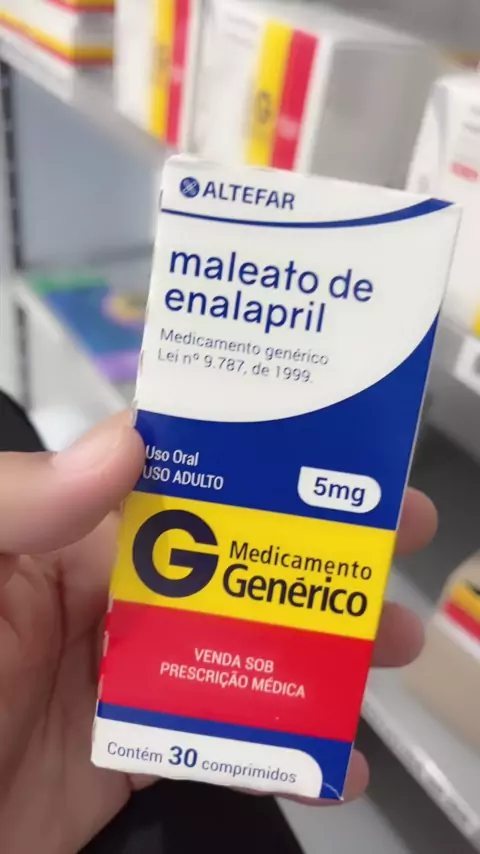 ALTEFAR
maleato de
enalapril
Medicamento genérico
Lei nº 9.787, de 1999.
Uso Oral
USO ADULTO
5mg
G Medicamento
Genérico
VENDA SOB
PRESCRIÇÃO MÉDICA
Contém 30 comprimidos
G